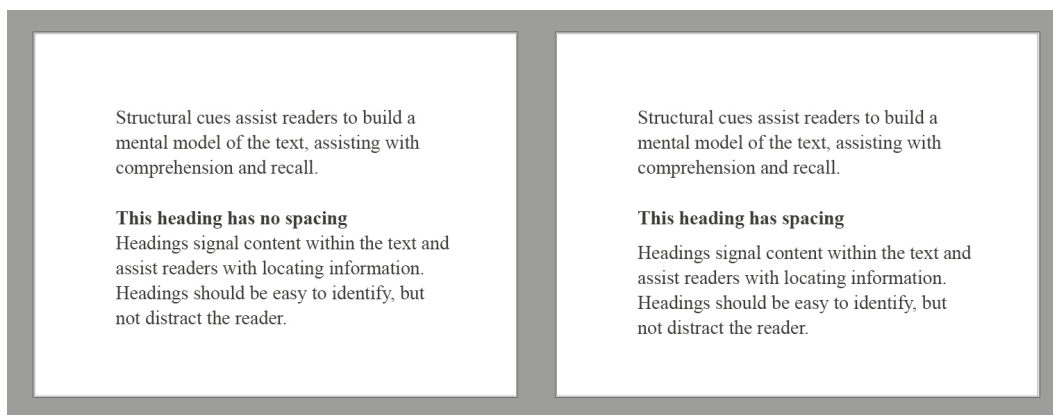 Structural cues assist readers to build a
mental model of the text, assisting with
comprehension and recall.
This heading has no spacing
Headings signal content within the text and
assist readers with locating information.
Headings should be easy to identify, but
not distract the reader.
Structural cues assist readers to build a
mental model of the text, assisting with
comprehension and recall.
This heading has spacing
Headings signal content within the text and
assist readers with locating information.
Headings should be easy to identify, but
not distract the reader.